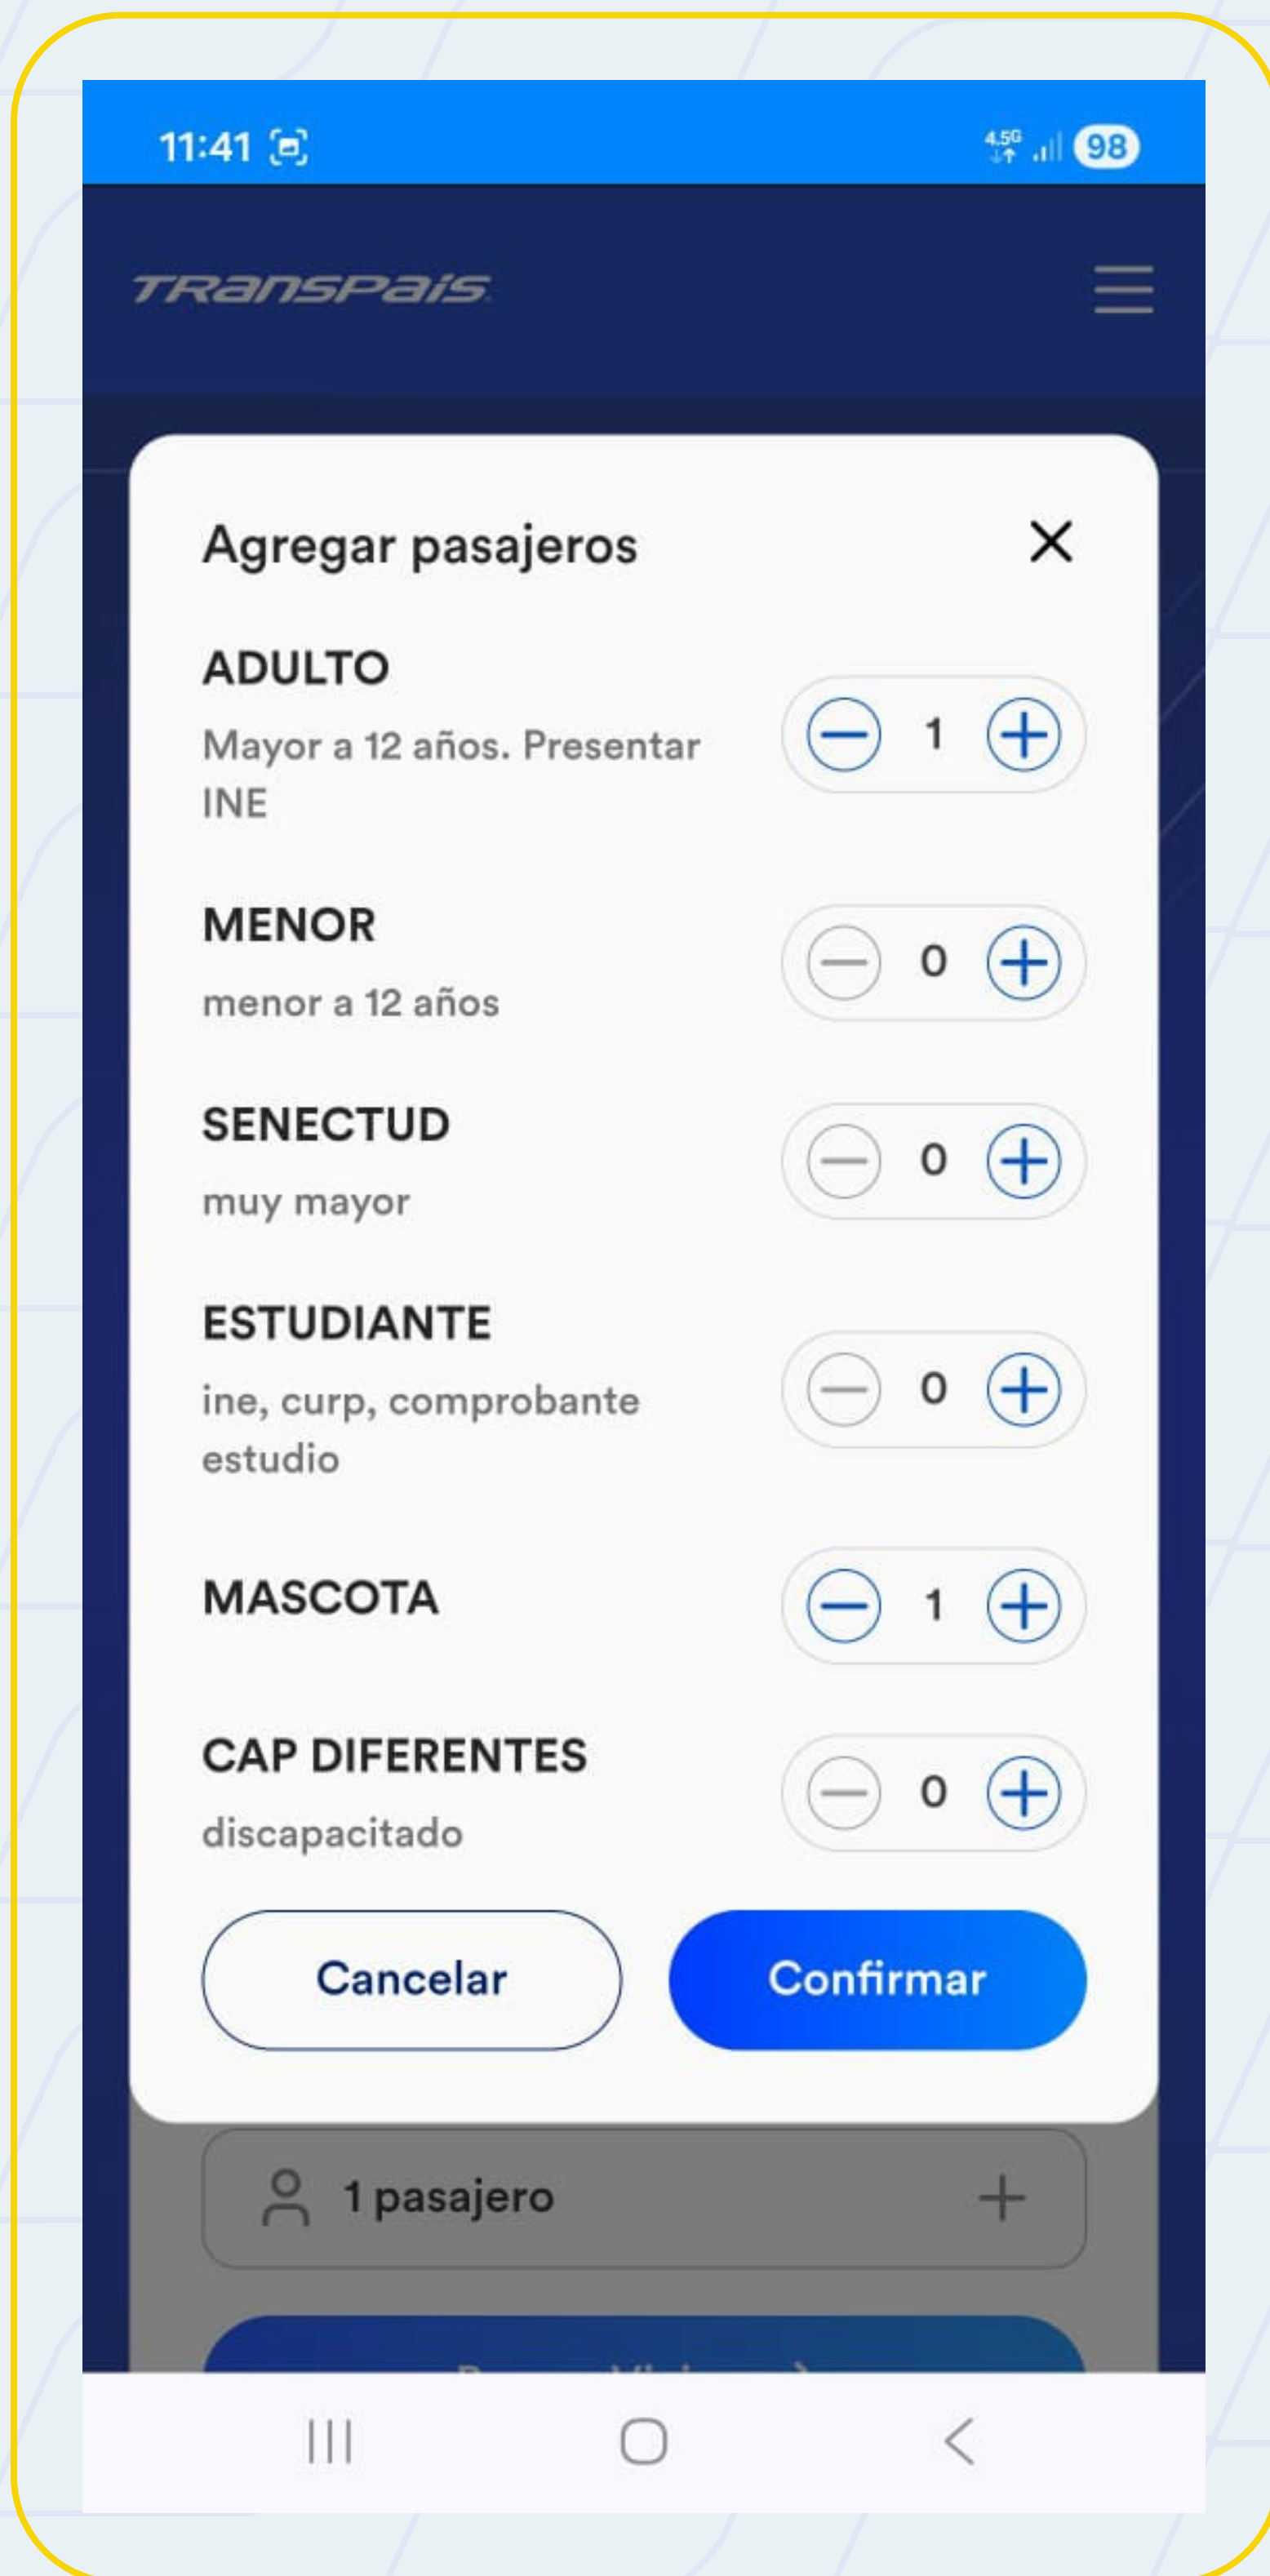 11:41
4.5G 98
TRANSPAIS
Agregar pasajeros
ADULTO
Mayor a 12 años. Presentar
INE
1
MENOR
menor a 12 años
0
SENECTUD
muy mayor
0
ESTUDIANTE
ine, curp, comprobante
estudio
0
MASCOTA
1
CAP DIFERENTES
discapacitado
0
Cancelar
Confirmar
1 pasajero